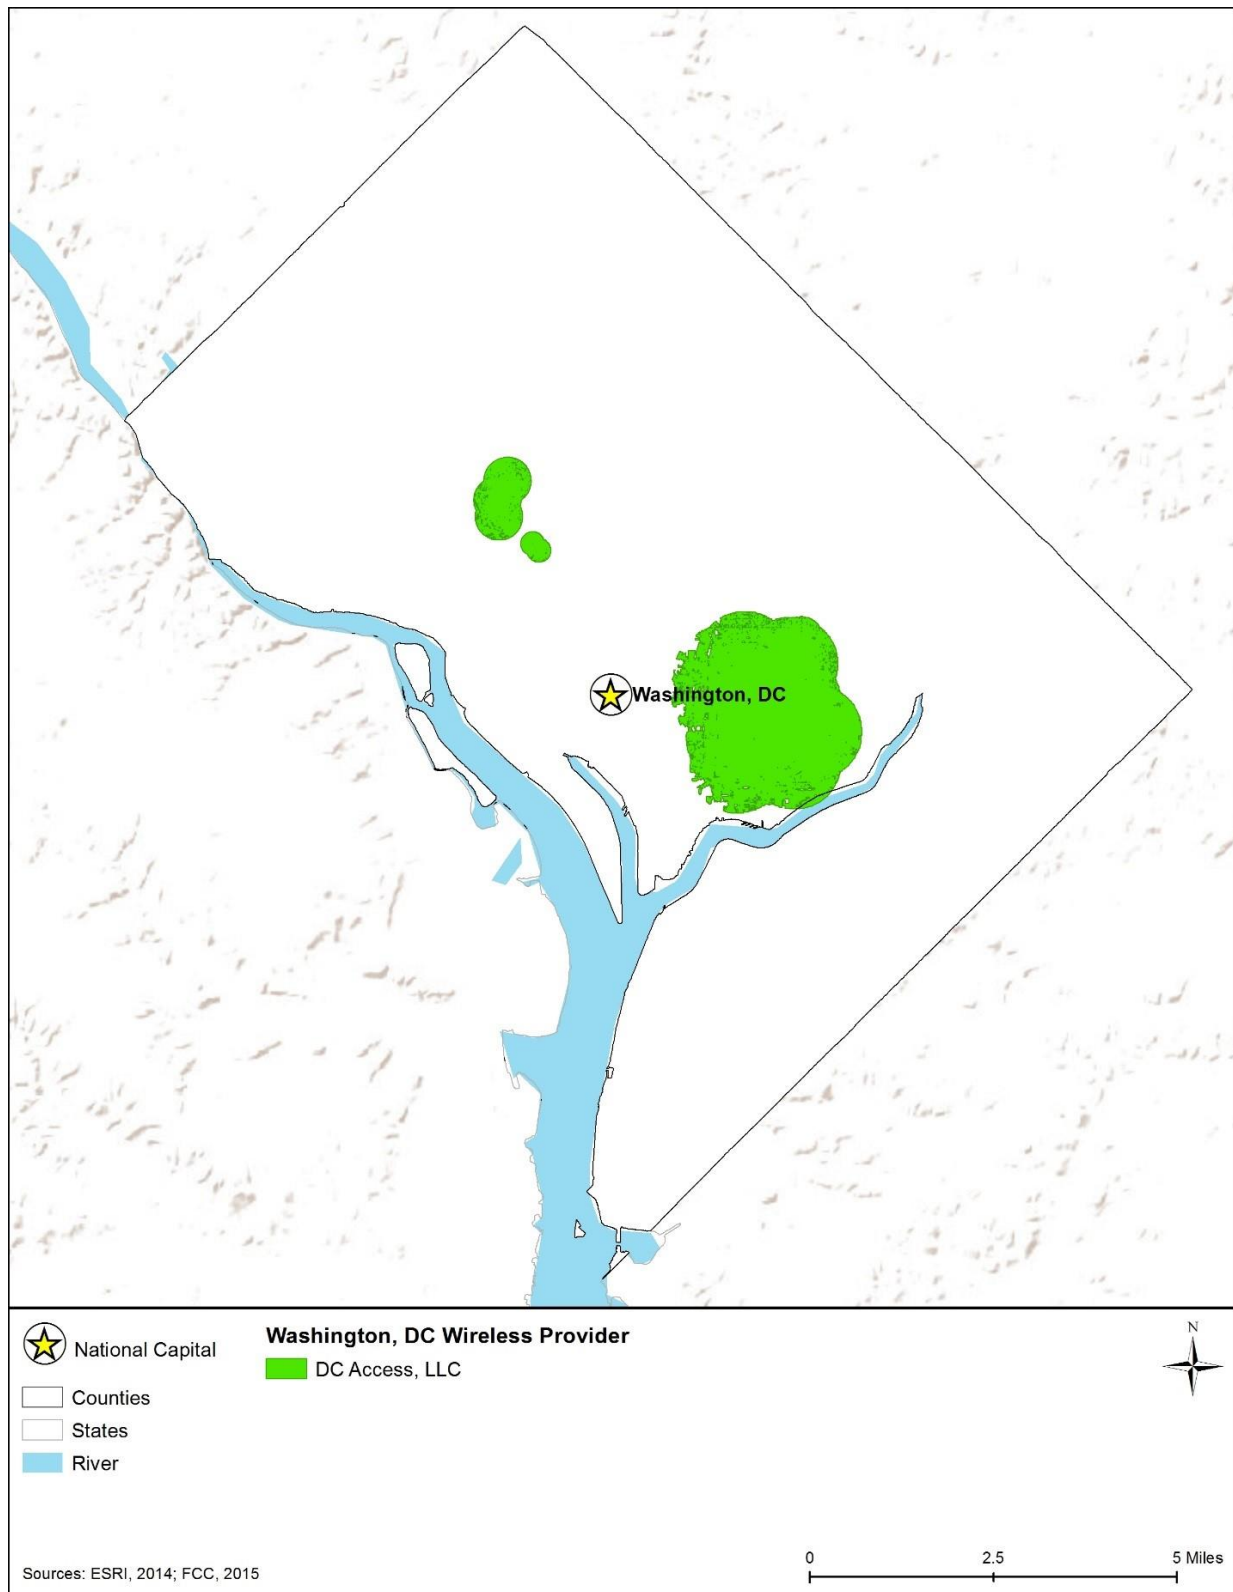 Washington, DC
National Capital
Counties
States
River
Washington, DC Wireless Provider
DC Access, LLC
N
Sources: ESRI, 2014; FCC, 2015
0 2.5 5 Miles